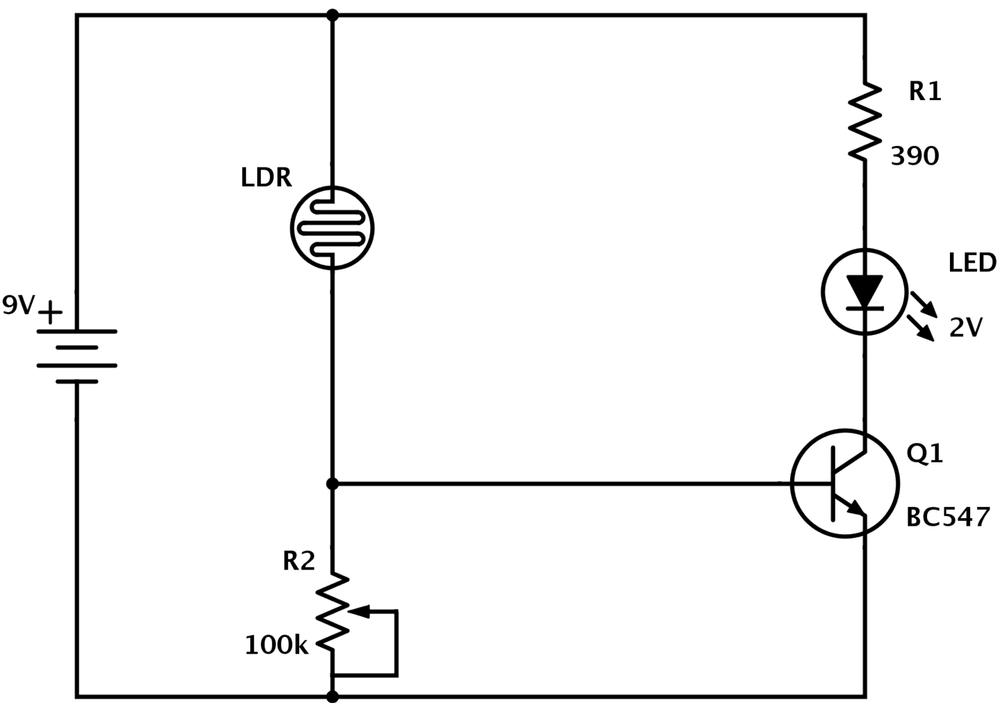 R1
390
LDR
LED
2V
9V+
Q1
BC547
R2
100k